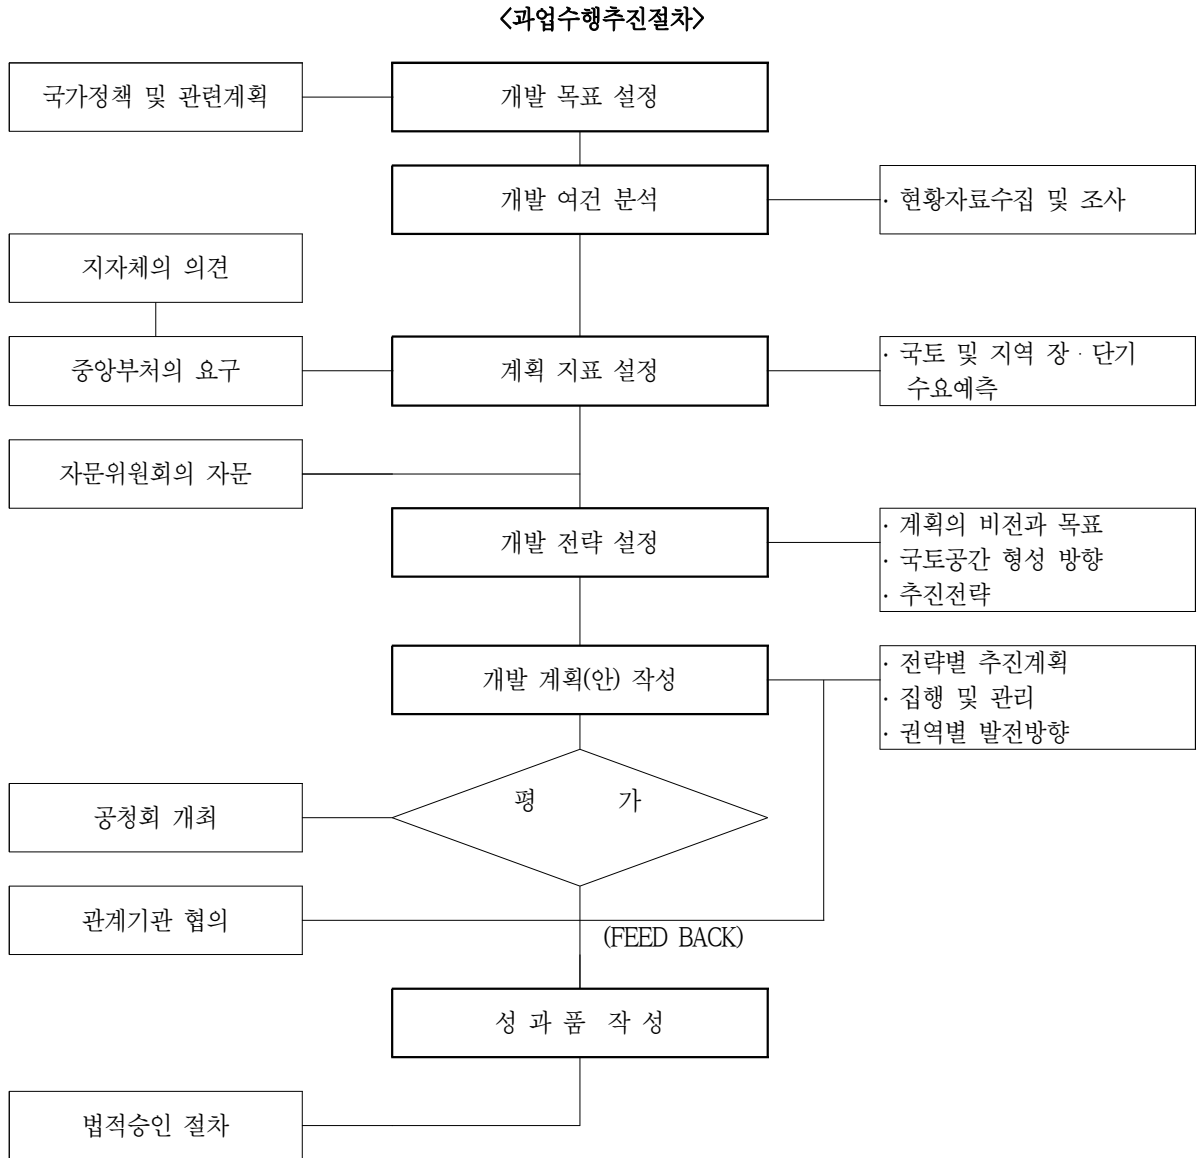 <과업수행추진절차>
국가정책 및 관련계획
개발 목표 설정
개발 여건 분석
· 현황자료수집 및 조사
지자체의 의견
중앙부처의 요구
계획 지표 설정
· 국토 및 지역 장 · 단기
수요예측
자문위원회의 자문
개발 전략 설정
· 계획의 비전과 목표
· 국토공간 형성 방향
· 추진전략
개발 계획(안) 작성
· 전략별 추진계획
· 집행 및 관리
· 권역별 발전방향
평 가
공청회 개최
관계기관 협의
(FEED BACK)
성 과 품 작 성
법적승인 절차